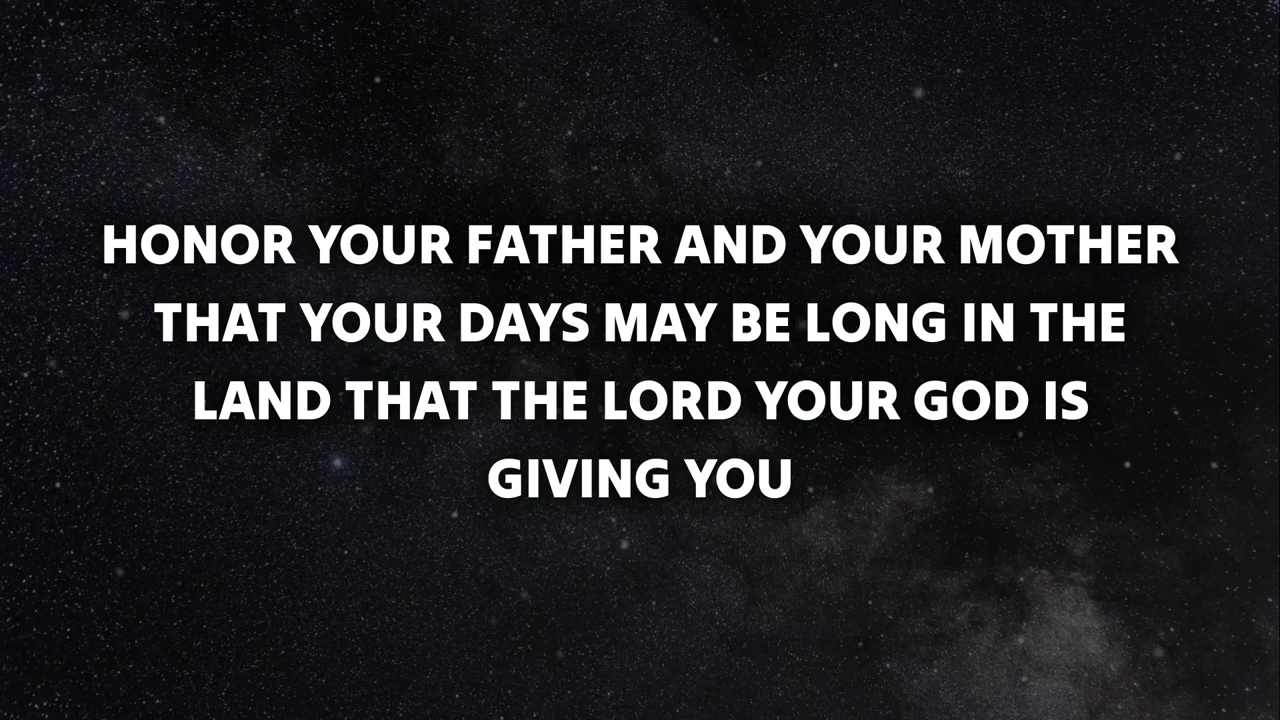 HONOR YOUR FATHER AND YOUR MOTHER
THAT YOUR DAYS MAY BE LONG IN THE
LAND THAT THE LORD YOUR GOD IS
GIVING YOU